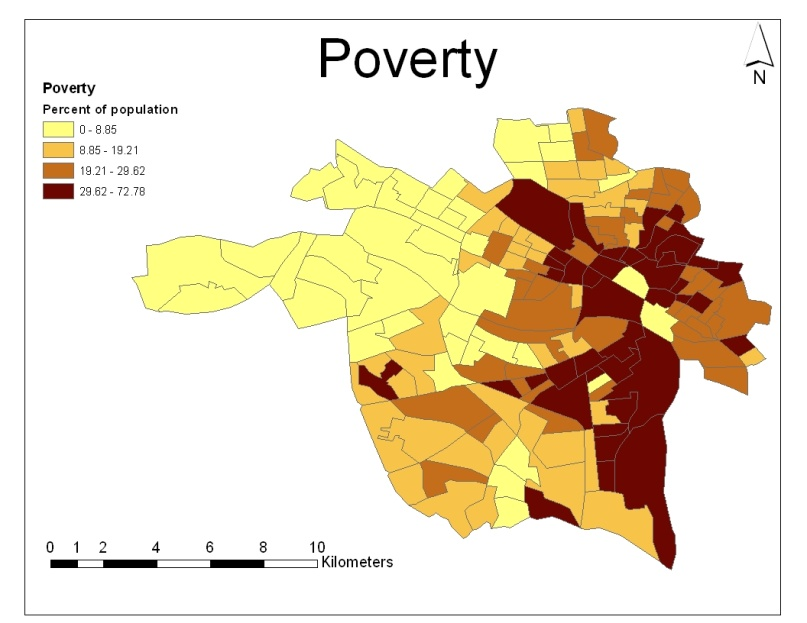 Poverty
N
Poverty
Percent of population
0 - 8.85
8.85 - 19.21
19.21 - 29.62
29.62 - 72.78
0 1 2 4 6 8 10
Kilometers